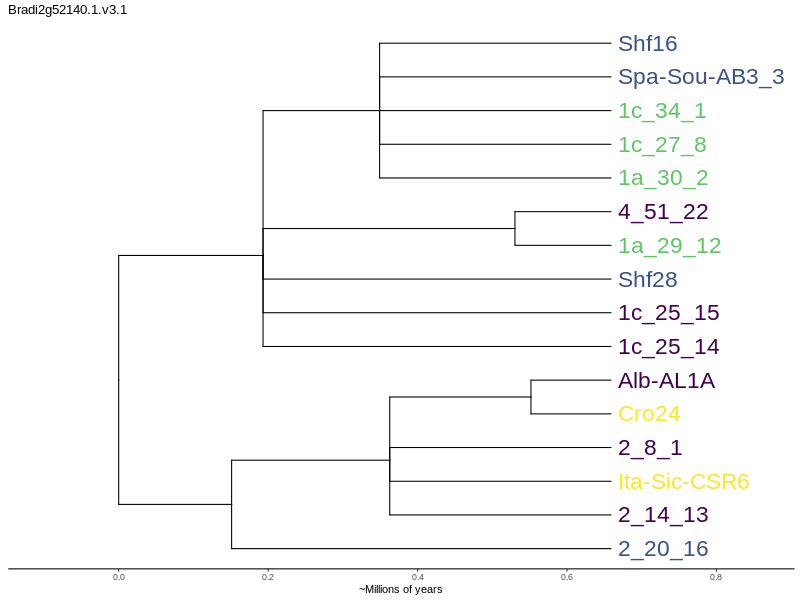 Bradi2g52140.1.v3.1
Shf16
Spa-Sou-AB3_3
1c_34_1
1c_27_8
1a_30_2
4_51_22
1a_29_12
Shf28
1c_25_15
1c_25_14
Alb-AL1A
Cro24
2_8_1
Ita-Sic-CSR6
2_14_13
2_20_16
0.0 0.2 0.4 0.6 0.8
~Millions of years